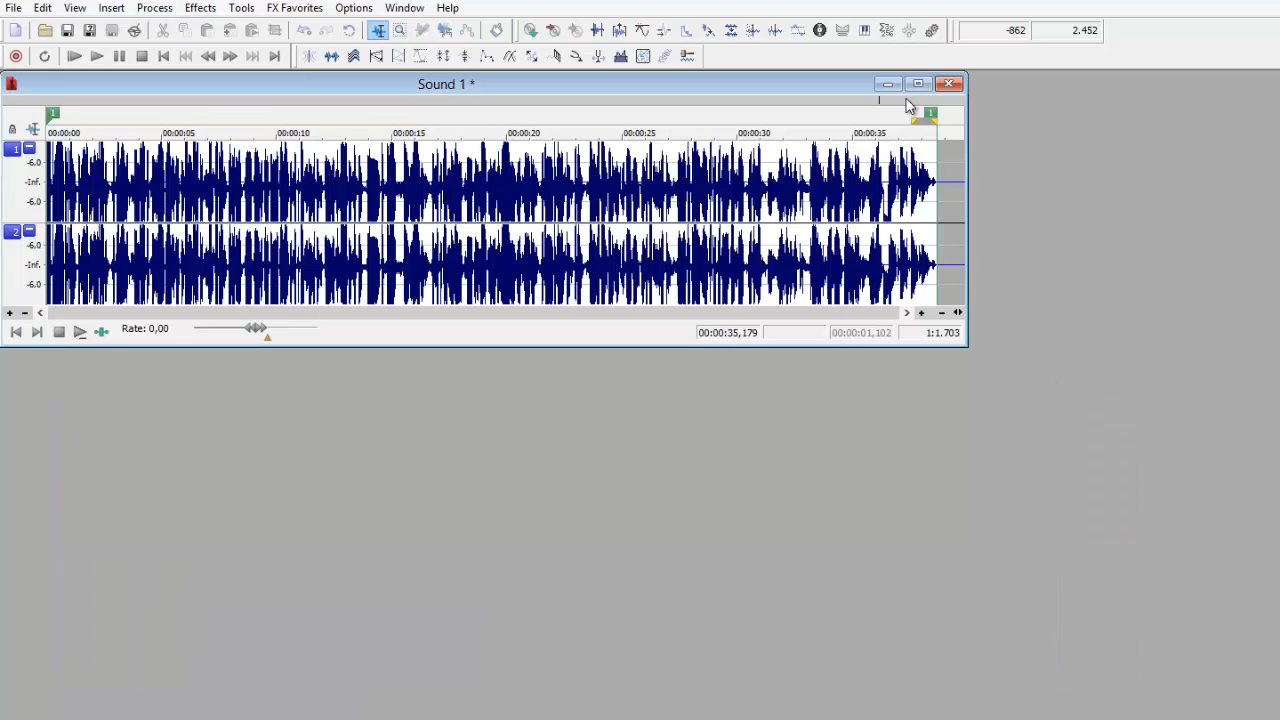 File Edit View Insert Process Effects Tools FX Favorites Options Window Help
-862 2.452
Sound 1 *
1 1
00:00:00 00:00:05 00:00:10 00:00:15 00:00:20 00:00:25 00:00:30 00:00:35
1
-6.0
-Inf.
-6.0
2
-6.0
-Inf.
-6.0
Rate: 0,00 00:00:35,179 00:00:01,102 1:1.703